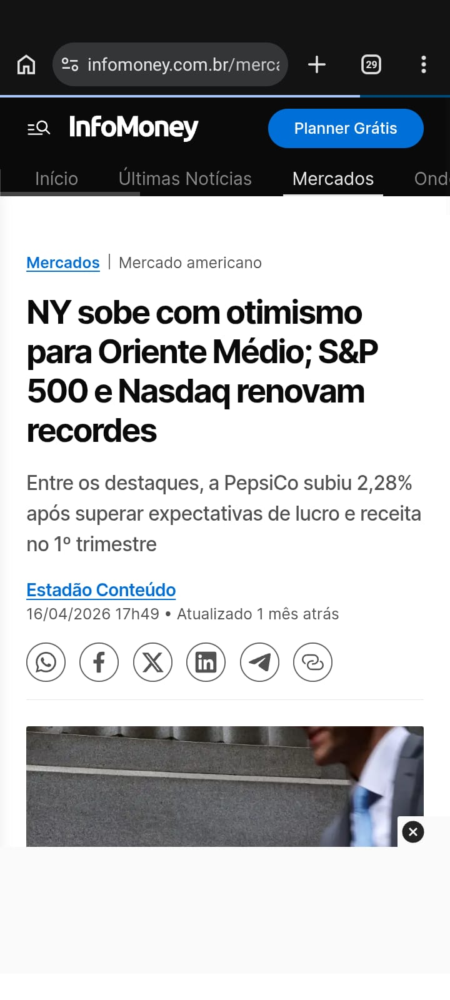 infomoney.com.br/merc
29
InfoMoney
Planner Grátis
Início
Últimas Notícias
Mercados
Ond
Mercados | Mercado americano
NY sobe com otimismo
para Oriente Médio; S&P
500 e Nasdaq renovam
recordes
Entre os destaques, a PepsiCo subiu 2,28%
após superar expectativas de lucro e receita
no 1º trimestre
Estadão Conteúdo
16/04/2026 17h49 • Atualizado 1 mês atrás